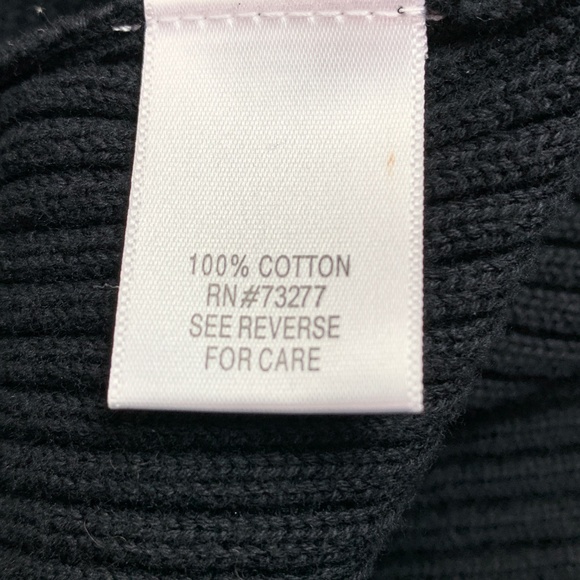 100% COTTON
RN#73277
SEE REVERSE
FOR CARE